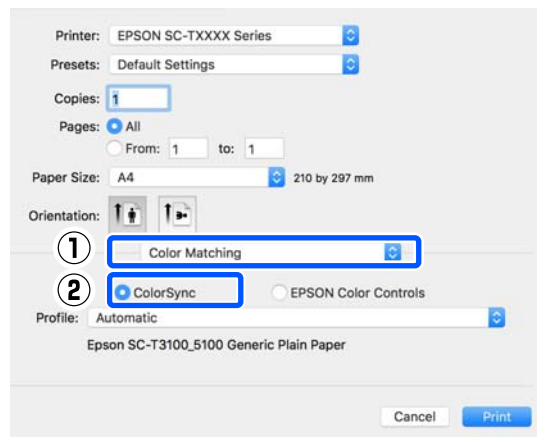 Printer: EPSON SC-TXXXX Series
Presets: Default Settings
Copies: 1
Pages: All
From: 1 to: 1
Paper Size: A4 210 by 297 mm
Orientation:
① Color Matching
② ColorSync EPSON Color Controls
Profile: Automatic
Epson SC-T3100_5100 Generic Plain Paper
Cancel Print